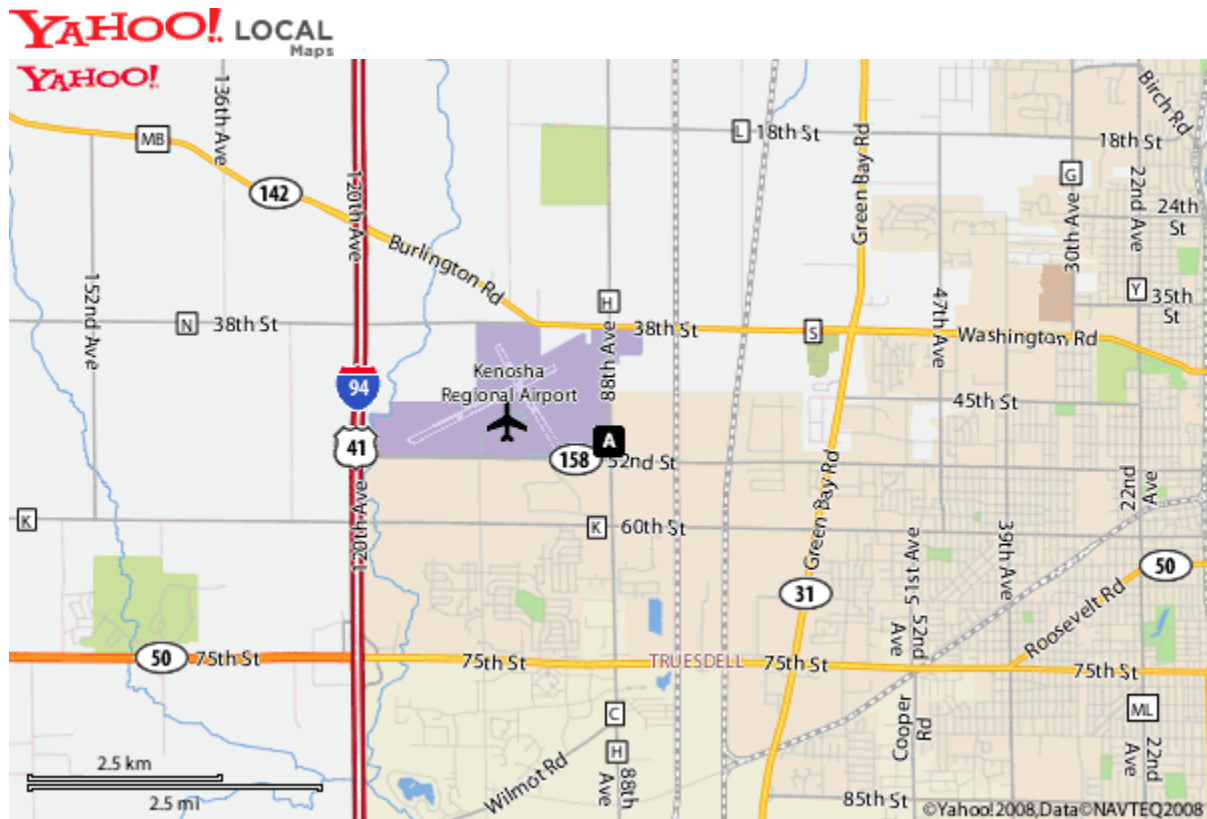 YAHOO! LOCAL
Maps
YAHOO!
136th Ave
MB
142
120th Ave
Burlington Rd
L
18th St
Green Bay Rd
Birch Rd
18th St
G
22nd Ave
24th
St
30th Ave
152nd Ave
N
38th St
H
38th St
88th Ave
S
47th Ave
Washington Rd
Y
35th
St
94
Kenosha
Regional Airport
45th St
41
A
158
52nd St
Green Bay Rd
22nd
Ave
K
120th Ave
K
60th St
51st Ave
39th Ave
31
50
Roosevelt Rd
52nd
Ave
50
75th St
75th St
TRUESDELL
75th St
75th St
C
H
88th
Ave
Wilmot Rd
Cooper
Rd
ML
22nd
Ave
85th St
2.5 km
2.5 mi
©Yahoo!2008,Data©NAVTEQ2008